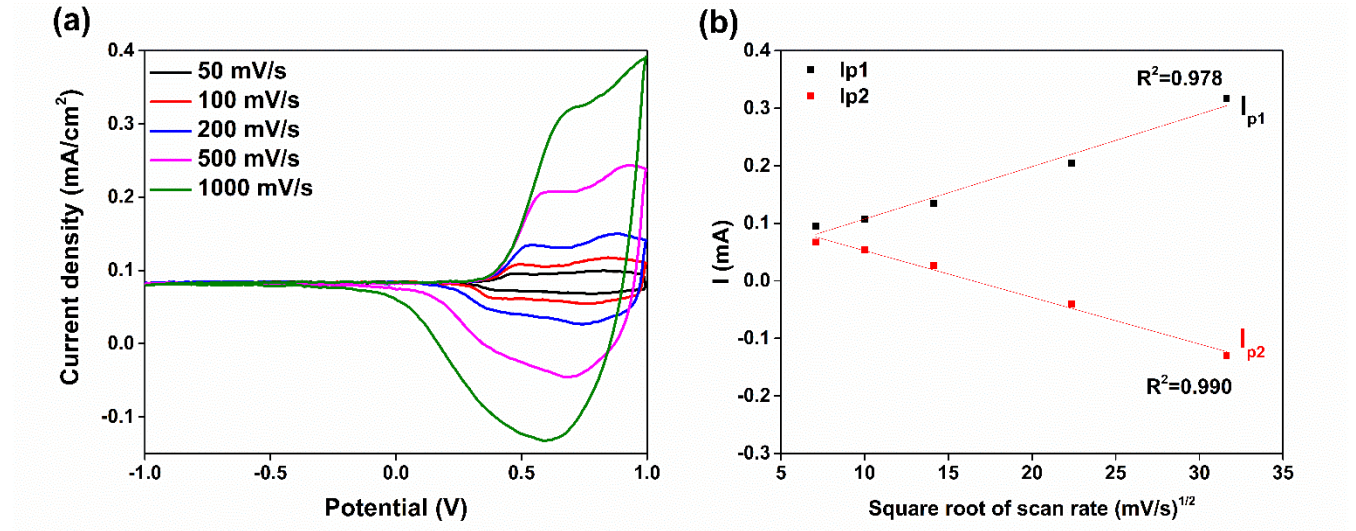 (a)
50 mV/s
100 mV/s
200 mV/s
500 mV/s
1000 mV/s
0.4
0.3
0.2
0.1
0.0
-0.1
-1.0
-0.5
0.0
0.5
1.0
Current density (mA/cm²)
Potential (V)
(b)
Ip1
Ip2
R²=0.978
I p1
I p2
R²=0.990
0.4
0.3
0.2
0.1
0.0
-0.1
-0.2
-0.3
5
10
15
20
25
30
35
I (mA)
Square root of scan rate (mV/s)^1/2